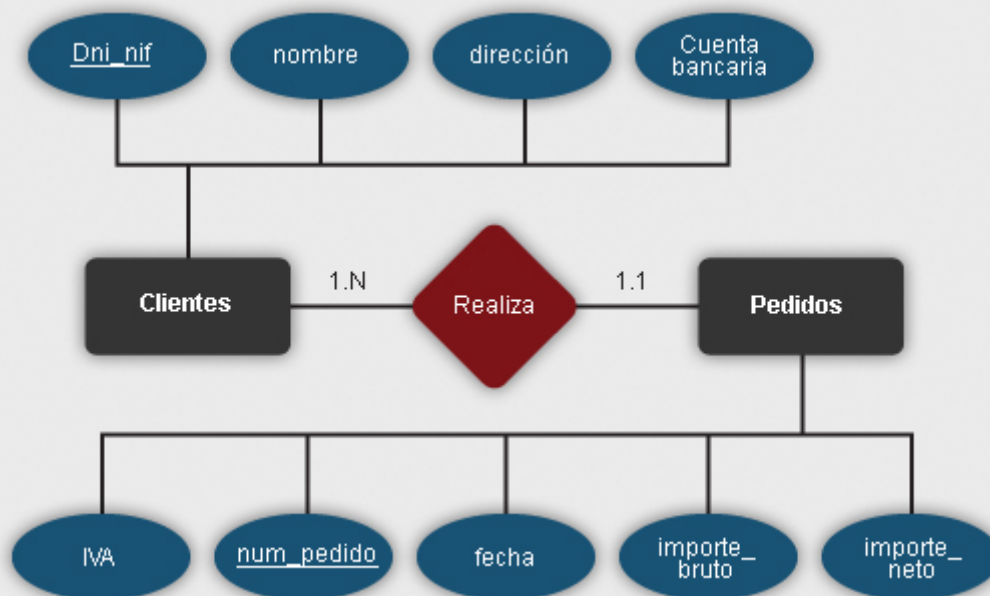 Dni_nif
nombre
dirección
Cuenta
bancaria
Clientes
1.N
Realiza
1.1
Pedidos
IVA
num_pedido
fecha
importe_
bruto
importe_
neto